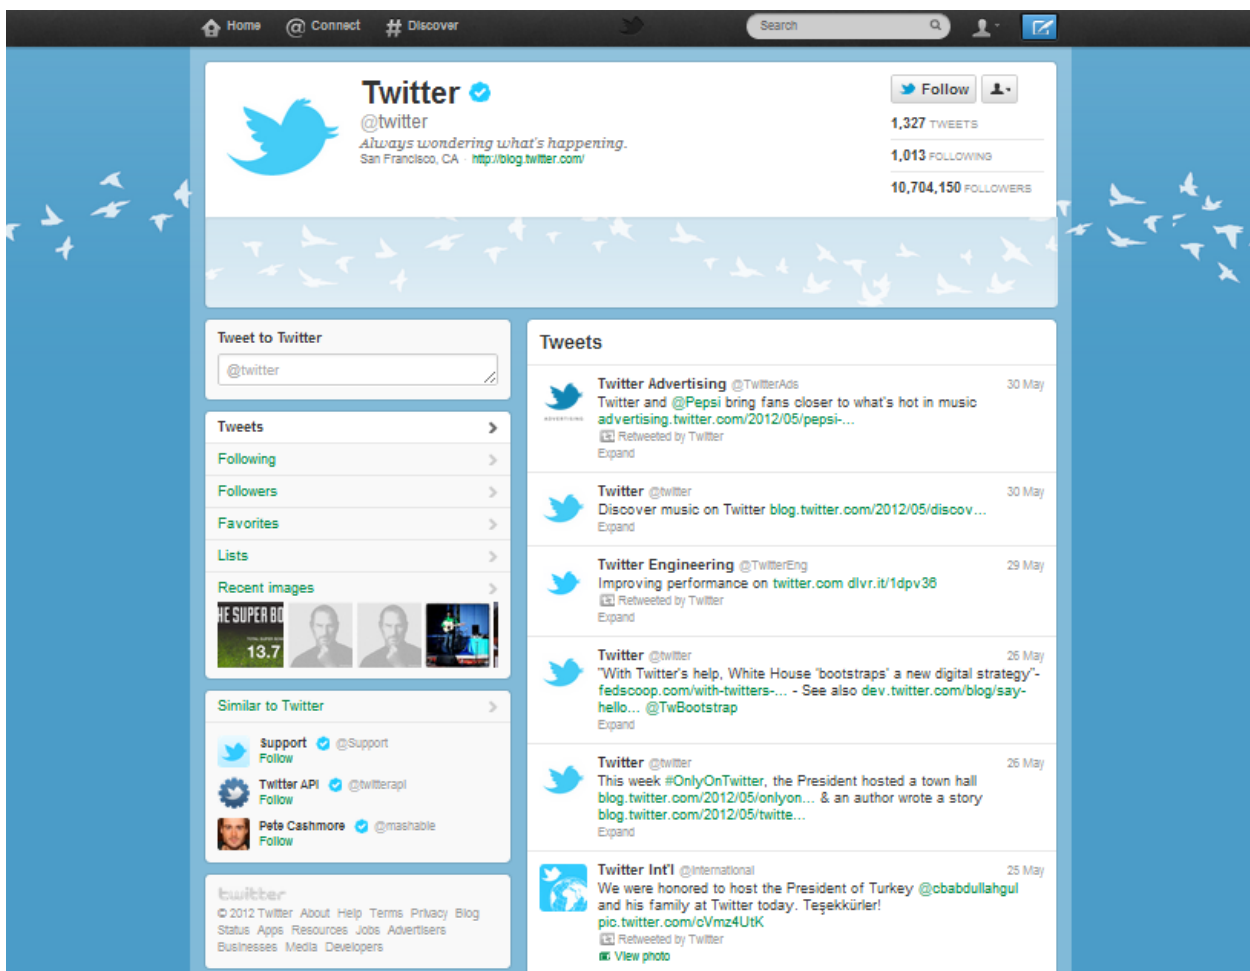 Home @ Connect # Discover Search
Twitter
@twitter
Always wondering what's happening.
San Francisco, CA · http://blog.twitter.com/
Follow
1,327 TWEETS
1,013 FOLLOWING
10,704,150 FOLLOWERS
Tweet to Twitter
@twitter
Tweets
Following
Followers
Favorites
Lists
Recent images
HE SUPER BO
13.7
Similar to Twitter
Support @Support
Follow
Twitter API @twitterapi
Follow
Pete Cashmore @mashable
Follow
twitter
© 2012 Twitter About Help Terms Privacy Blog
Status Apps Resources Jobs Advertisers
Businesses Media Developers
Tweets
Twitter Advertising @TwitterAds 30 May
Twitter and @Pepsi bring fans closer to what's hot in music
advertising.twitter.com/2012/05/pepsi-...
Retweeted by Twitter
Expand
ADVERTISING
Twitter @twitter 30 May
Discover music on Twitter blog.twitter.com/2012/05/discov...
Expand
Twitter Engineering @TwitterEng 29 May
Improving performance on twitter.com dlvr.it/1dpv36
Retweeted by Twitter
Expand
Twitter @twitter 26 May
"With Twitter's help, White House 'bootstraps' a new digital strategy"-
fedscoop.com/with-twitters-... - See also dev.twitter.com/blog/say-
hello... @TwBootstrap
Expand
Twitter @twitter 26 May
This week #OnlyOnTwitter, the President hosted a town hall
blog.twitter.com/2012/05/onlyon... & an author wrote a story
blog.twitter.com/2012/05/twitte...
Expand
Twitter Int'l @international 25 May
We were honored to host the President of Turkey @cbabdullahgul
and his family at Twitter today. Teşekkürler!
pic.twitter.com/cVmz4UtK
Retweeted by Twitter
View photo